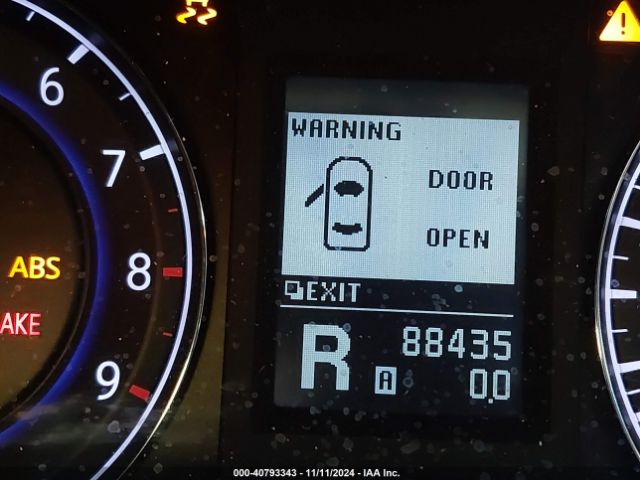 6
7
8
9
ABS
AKE
WARNING
DOOR
OPEN
EXIT
R
88435
A
0.0
000-40793343 - 11/11/2024 - IAA Inc.